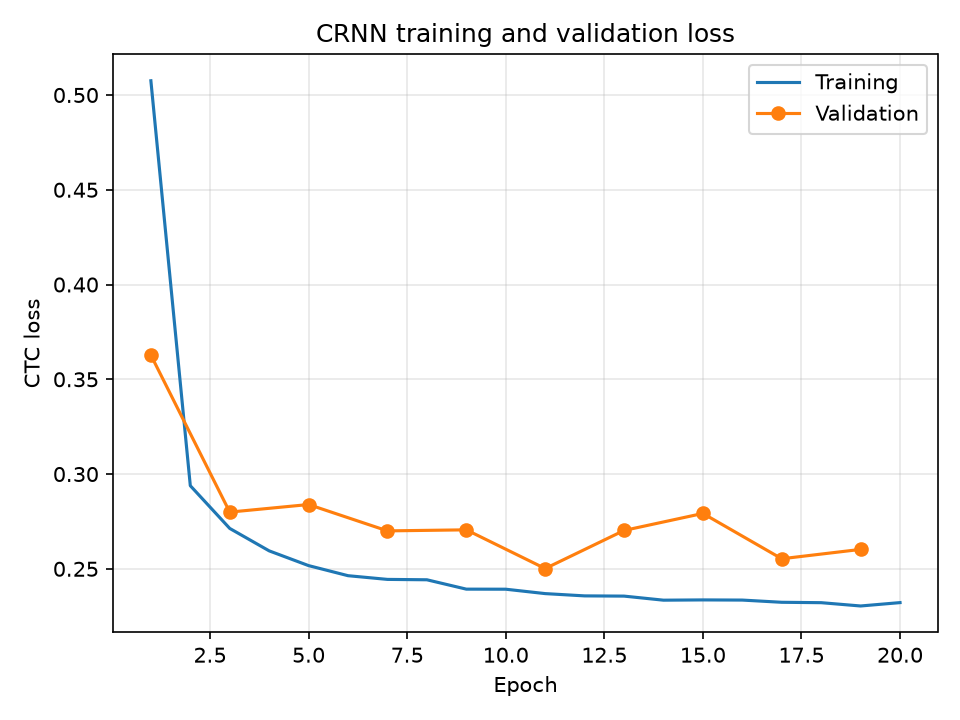 CRNN training and validation loss
Training
Validation
0.50
0.45
0.40
0.35
0.30
0.25
CTC loss
2.5 5.0 7.5 10.0 12.5 15.0 17.5 20.0
Epoch